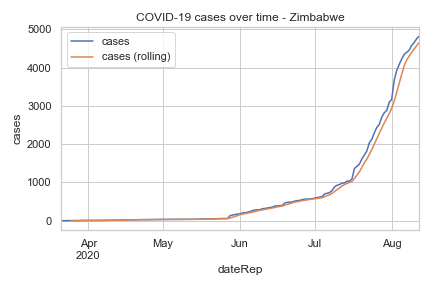 COVID-19 cases over time - Zimbabwe
cases
cases (rolling)
5000
4000
3000
2000
1000
0
cases
Apr
2020
May
Jun
Jul
Aug
dateRep